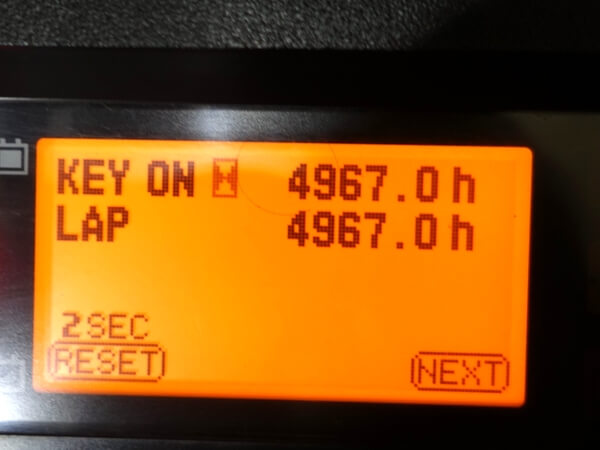 KEY ON 4967.0h
LAP 4967.0h
2SEC
RESET NEXT